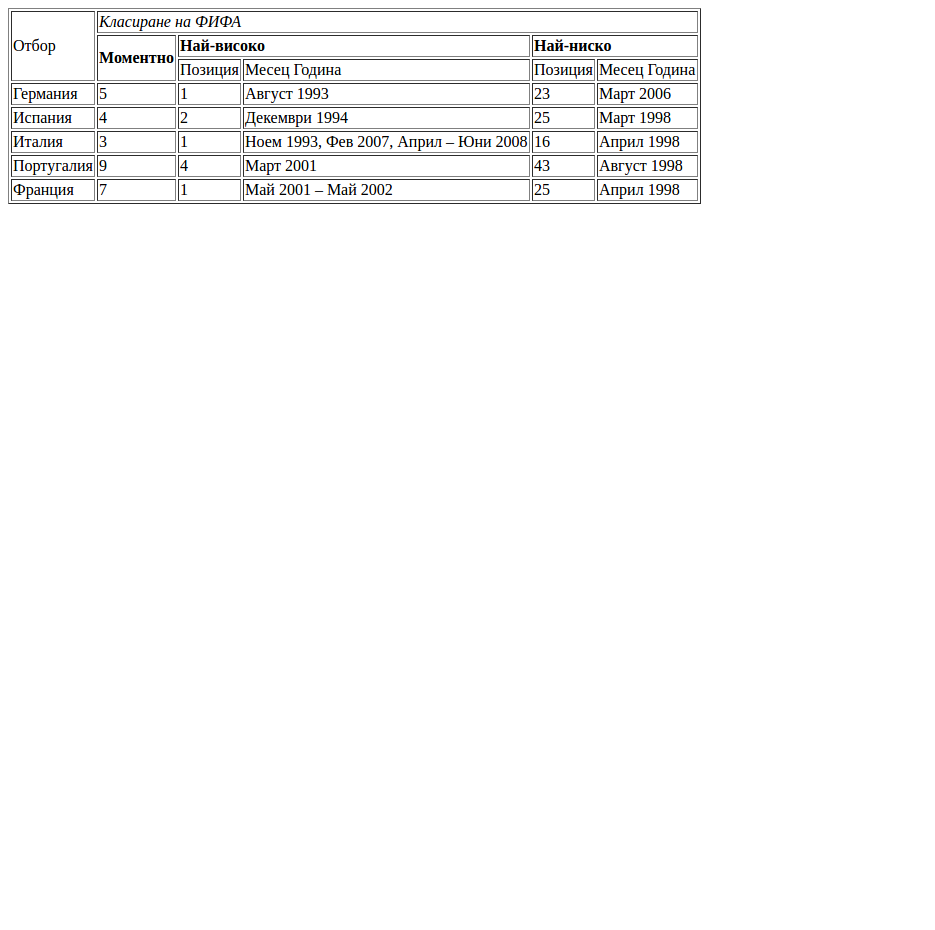 Отбор
Класиране на ФИФА
Моментно
Най-високо Най-ниско
Позиция Месец Година Позиция Месец Година
Германия 5 1 Август 1993 23 Март 2006
Испания 4 2 Декември 1994 25 Март 1998
Италия 3 1 Ноем 1993, Фев 2007, Април – Юни 2008 16 Април 1998
Португалия 9 4 Март 2001 43 Август 1998
Франция 7 1 Май 2001 – Май 2002 25 Април 1998